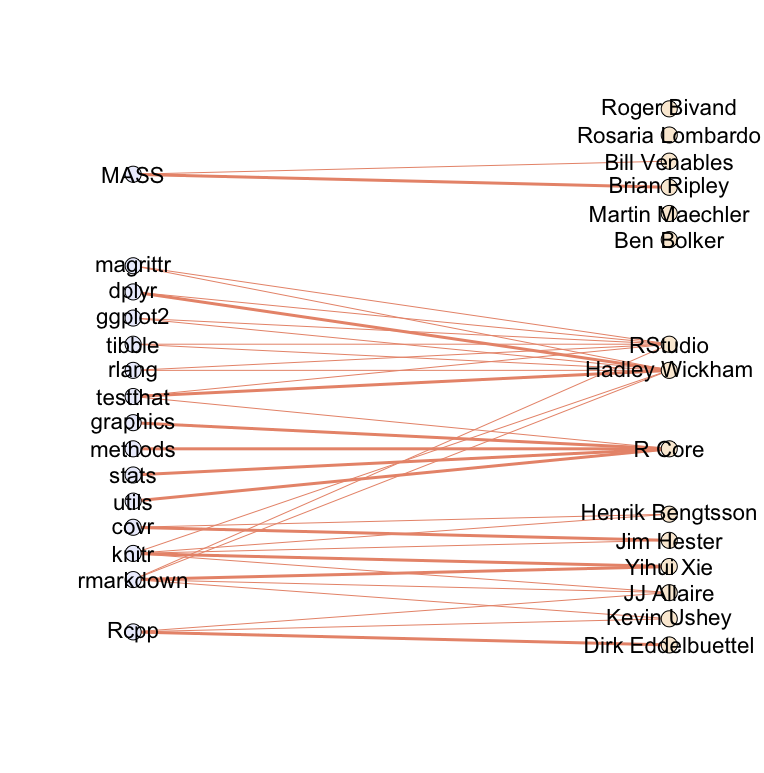 MASS
magrittr
dplyr
ggplot2
tibble
rlang
testthat
graphics
methods
stats
utils
covr
knitr
rmarkdown
Rcpp
Roger Bivand
Rosaria Lombardo
Bill Venables
Brian Ripley
Martin Maechler
Ben Bolker
RStudio
Hadley Wickham
R Core
Henrik Bengtsson
Jim Hester
Yihui Xie
JJ Allaire
Kevin Ushey
Dirk Eddelbuettel